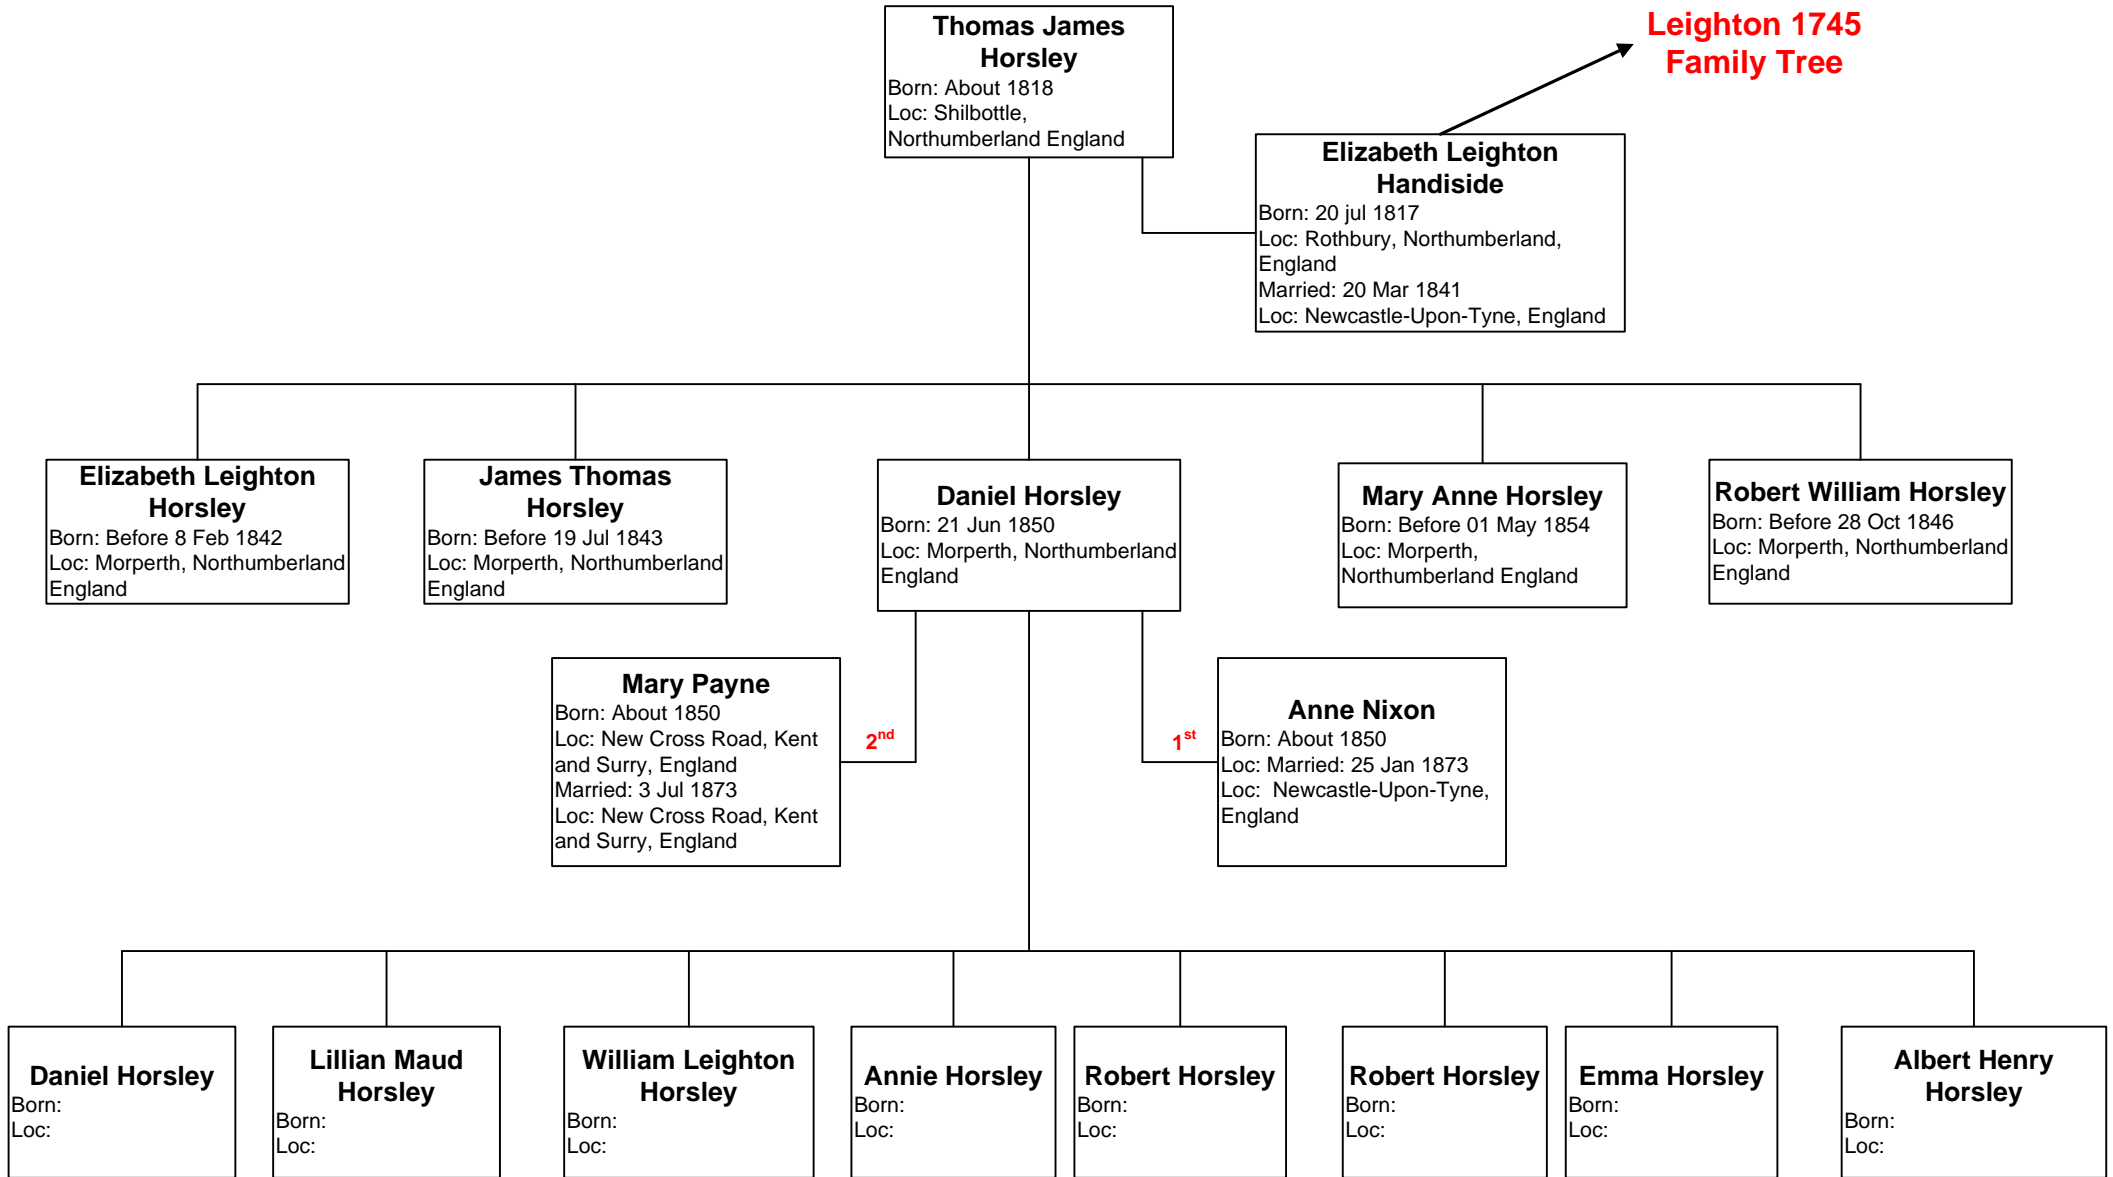 Thomas James
Horsley
Born: About 1818
Loc: Shilbottle,
Northumberland England
Leighton 1745
Family Tree
Elizabeth Leighton
Handiside
Born: 20 jul 1817
Loc: Rothbury, Northumberland,
England
Married: 20 Mar 1841
Loc: Newcastle-Upon-Tyne, England
Elizabeth Leighton
Horsley
Born: Before 8 Feb 1842
Loc: Morperth, Northumberland
England
James Thomas
Horsley
Born: Before 19 Jul 1843
Loc: Morperth, Northumberland
England
Daniel Horsley
Born: 21 Jun 1850
Loc: Morperth, Northumberland
England
Mary Anne Horsley
Born: Before 01 May 1854
Loc: Morperth,
Northumberland England
Robert William Horsley
Born: Before 28 Oct 1846
Loc: Morperth, Northumberland
England
Mary Payne
Born: About 1850
Loc: New Cross Road, Kent
and Surry, England
Married: 3 Jul 1873
Loc: New Cross Road, Kent
and Surry, England
2nd
1st
Anne Nixon
Born: About 1850
Loc: Married: 25 Jan 1873
Loc:  Newcastle-Upon-Tyne,
England
Daniel Horsley
Born:
Loc:
Lillian Maud
Horsley
Born:
Loc:
William Leighton
Horsley
Born:
Loc:
Annie Horsley
Born:
Loc:
Robert Horsley
Born:
Loc:
Robert Horsley
Born:
Loc:
Emma Horsley
Born:
Loc:
Albert Henry
Horsley
Born:
Loc: